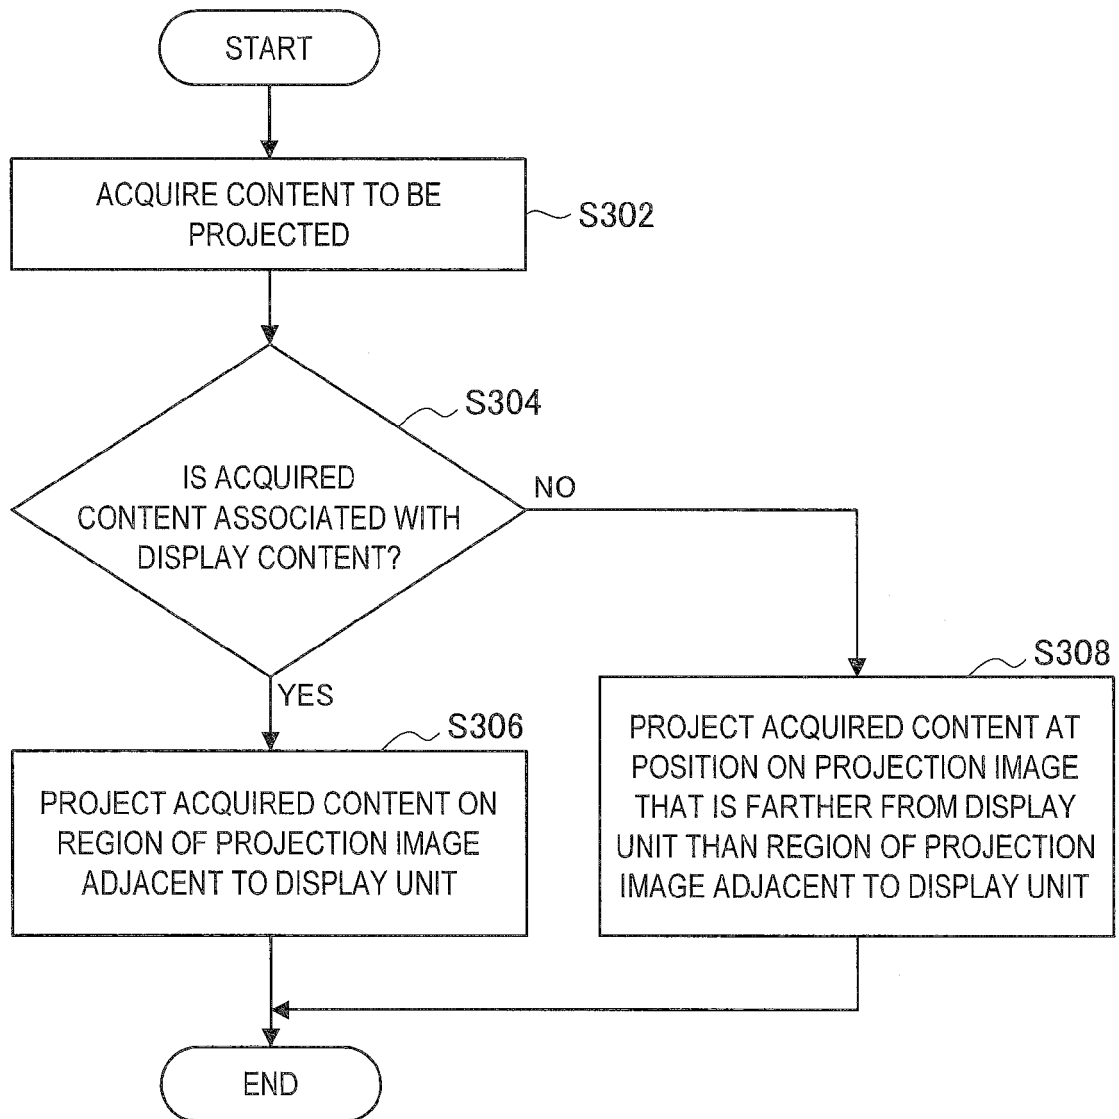 START
ACQUIRE CONTENT TO BE
PROJECTED
S302
S304
IS ACQUIRED
CONTENT ASSOCIATED WITH
DISPLAY CONTENT?
NO
YES
S306
PROJECT ACQUIRED CONTENT ON
REGION OF PROJECTION IMAGE
ADJACENT TO DISPLAY UNIT
S308
PROJECT ACQUIRED CONTENT AT
POSITION ON PROJECTION IMAGE
THAT IS FARTHER FROM DISPLAY
UNIT THAN REGION OF PROJECTION
IMAGE ADJACENT TO DISPLAY UNIT
END